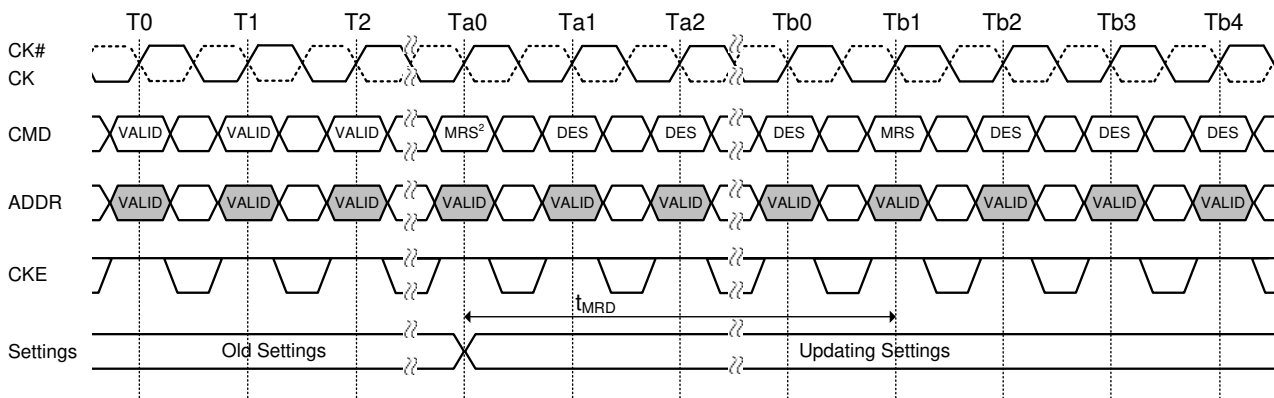 T0 T1 T2 Ta0 Ta1 Ta2 Tb0 Tb1 Tb2 Tb3 Tb4
CK#
CK
CMD VALID VALID VALID MRS² DES DES DES MRS DES DES DES
ADDR VALID VALID VALID VALID VALID VALID VALID VALID VALID VALID VALID
CKE
tMRD
Settings Old Settings Updating Settings